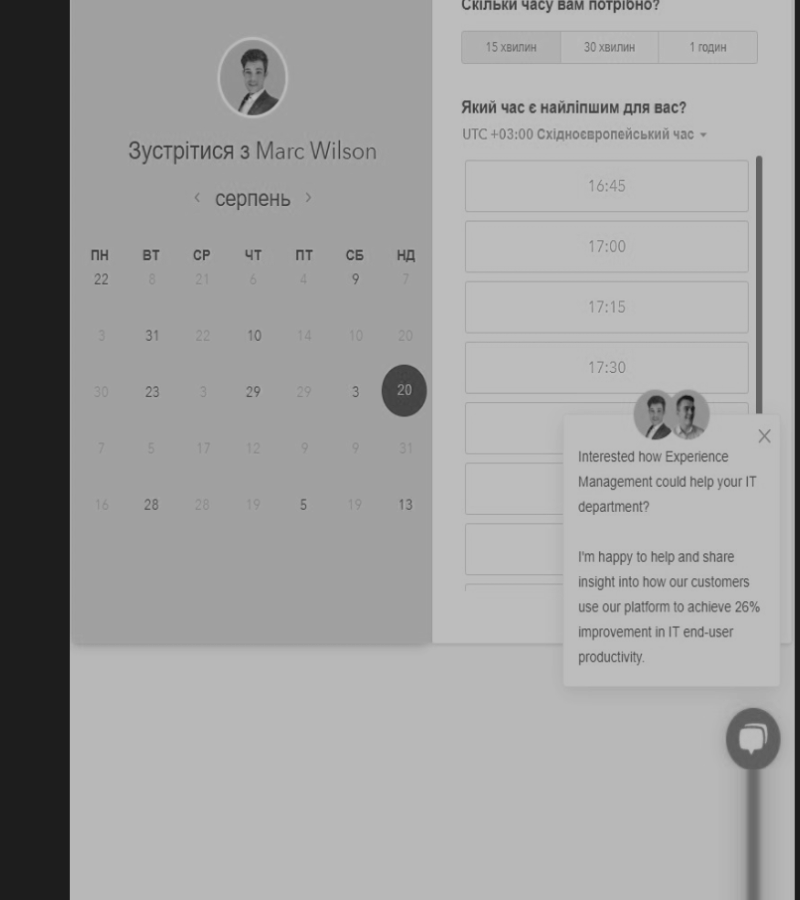 Скільки часу вам потрібно?
15 хвилин 30 хвилин 1 годин
Який час є найліпшим для вас?
UTC +03:00 Східноєвропейський час
16:45
17:00
17:15
17:30
Зустрітися з Marc Wilson
серпень
ПН ВТ СР ЧТ ПТ СБ НД
22 8 21 6 4 9 7
3 31 22 10 14 10 20
30 23 3 29 29 3 20
7 5 17 12 9 9 31
16 28 28 19 5 19 13
Interested how Experience
Management could help your IT
department?
I'm happy to help and share
insight into how our customers
use our platform to achieve 26%
improvement in IT end-user
productivity.